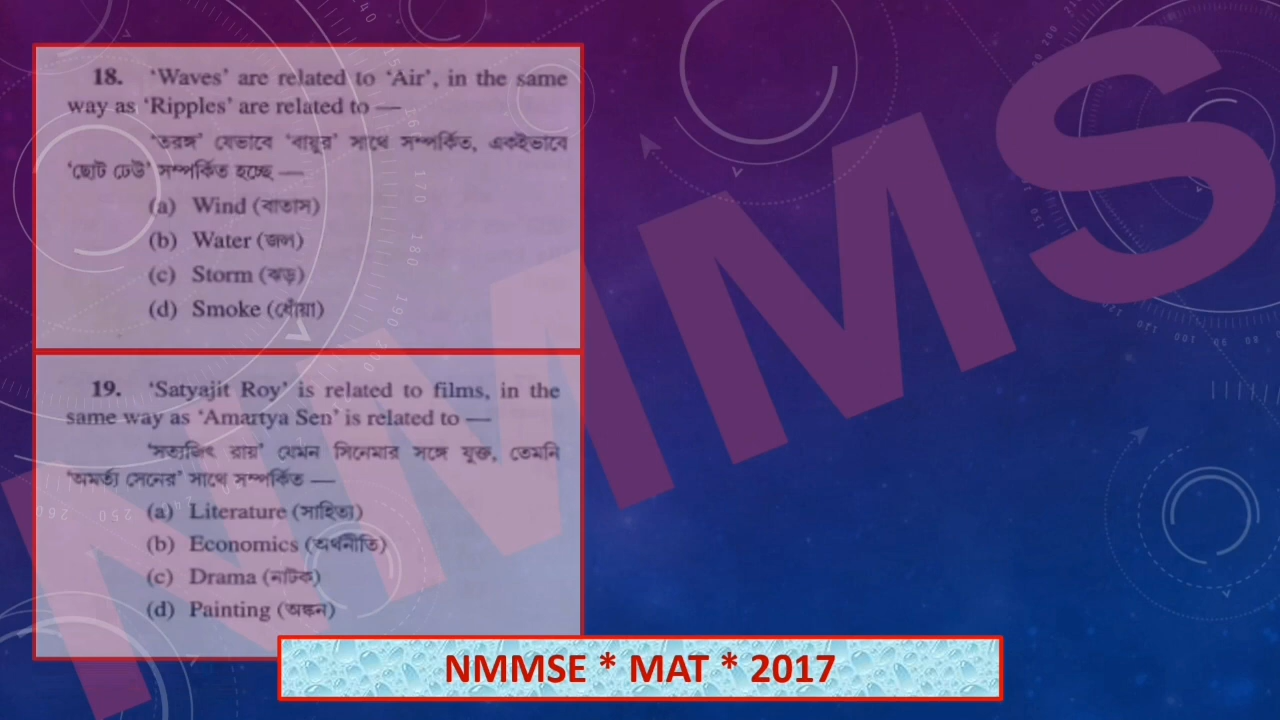 18. 'Waves' are related to 'Air', in the same
way as 'Ripples' are related to —
'তরঙ্গ' যেভাবে 'বায়ুর' সাথে সম্পর্কিত, একইভাবে
'ছোট ঢেউ' সম্পর্কিত হচ্ছে —
(a) Wind (বাতাস)
(b) Water (জল)
(c) Storm (ঝড়)
(d) Smoke (ধোঁয়া)
19. 'Satyajit Roy' is related to films, in the
same way as 'Amartya Sen' is related to —
'সত্যজিৎ রায়' যেমন সিনেমার সঙ্গে যুক্ত, তেমনি
'অমর্ত্য সেনের' সাথে সম্পর্কিত —
(a) Literature (সাহিত্য)
(b) Economics (অর্থনীতি)
(c) Drama (নাটক)
(d) Painting (অঙ্কন)
NMMSE * MAT * 2017
NMMS